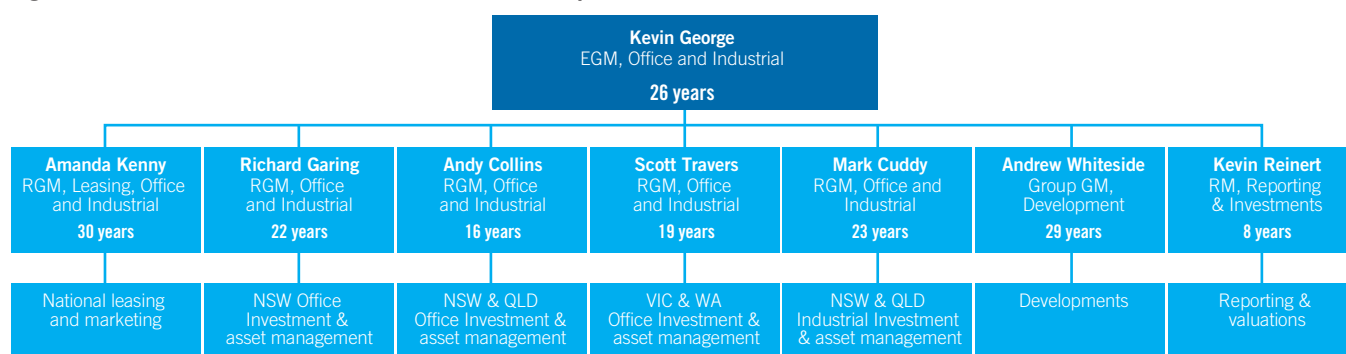 Kevin George
EGM, Office and Industrial
26 years
Amanda Kenny
RGM, Leasing, Office
and Industrial
30 years
Richard Garing
RGM, Office
and Industrial
22 years
Andy Collins
RGM, Office
and Industrial
16 years
Scott Travers
RGM, Office
and Industrial
19 years
Mark Cuddy
RGM, Office and
Industrial
23 years
Andrew Whiteside
Group GM,
Development
29 years
Kevin Reinert
RM, Reporting
& Investments
8 years
National leasing
and marketing
NSW Office
Investment &
asset management
NSW & QLD
Office Investment &
asset management
VIC & WA
Office Investment &
asset management
NSW & QLD
Industrial Investment
& asset management
Developments
Reporting &
valuations